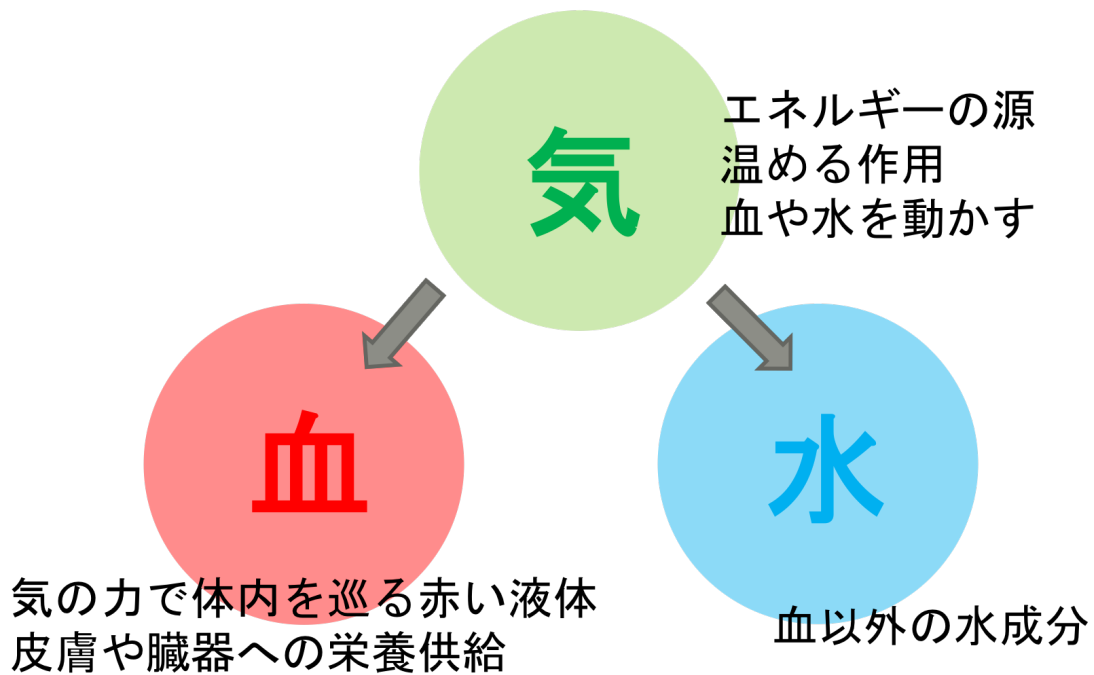 気
エネルギーの源
温める作用
血や水を動かす
血
気の力で体内を巡る赤い液体
皮膚や臓器への栄養供給
水
血以外の水成分